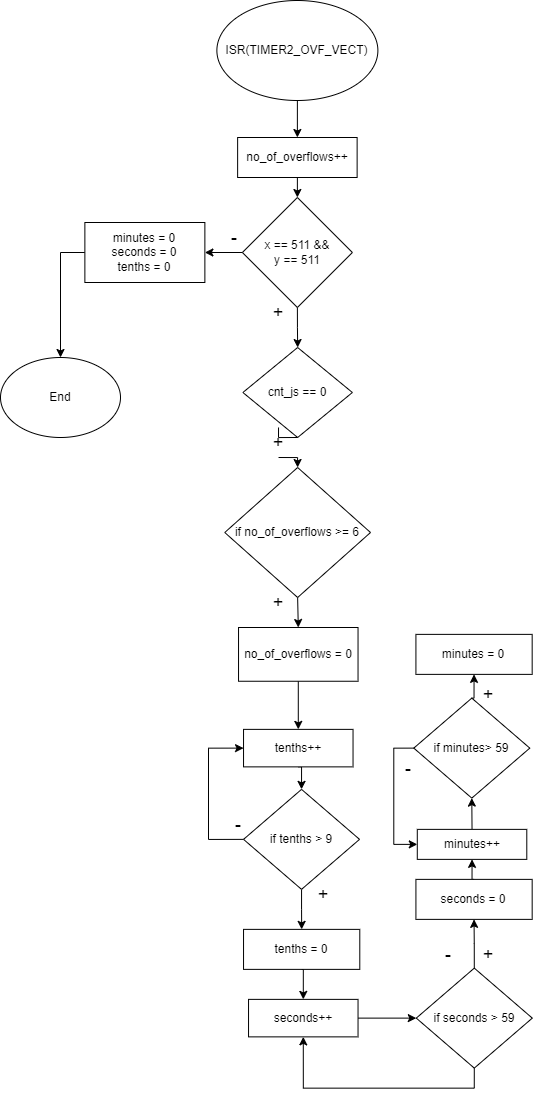 ISR(TIMER2_OVF_VECT)
no_of_overflows++
x == 511 &&
y == 511
-
minutes = 0
seconds = 0
tenths = 0
+
End
cnt_js == 0
+
if no_of_overflows >= 6
+
no_of_overflows = 0
tenths++
if tenths > 9
-
+
tenths = 0
seconds++
if seconds > 59
-
+
seconds = 0
minutes++
if minutes> 59
-
+
minutes = 0